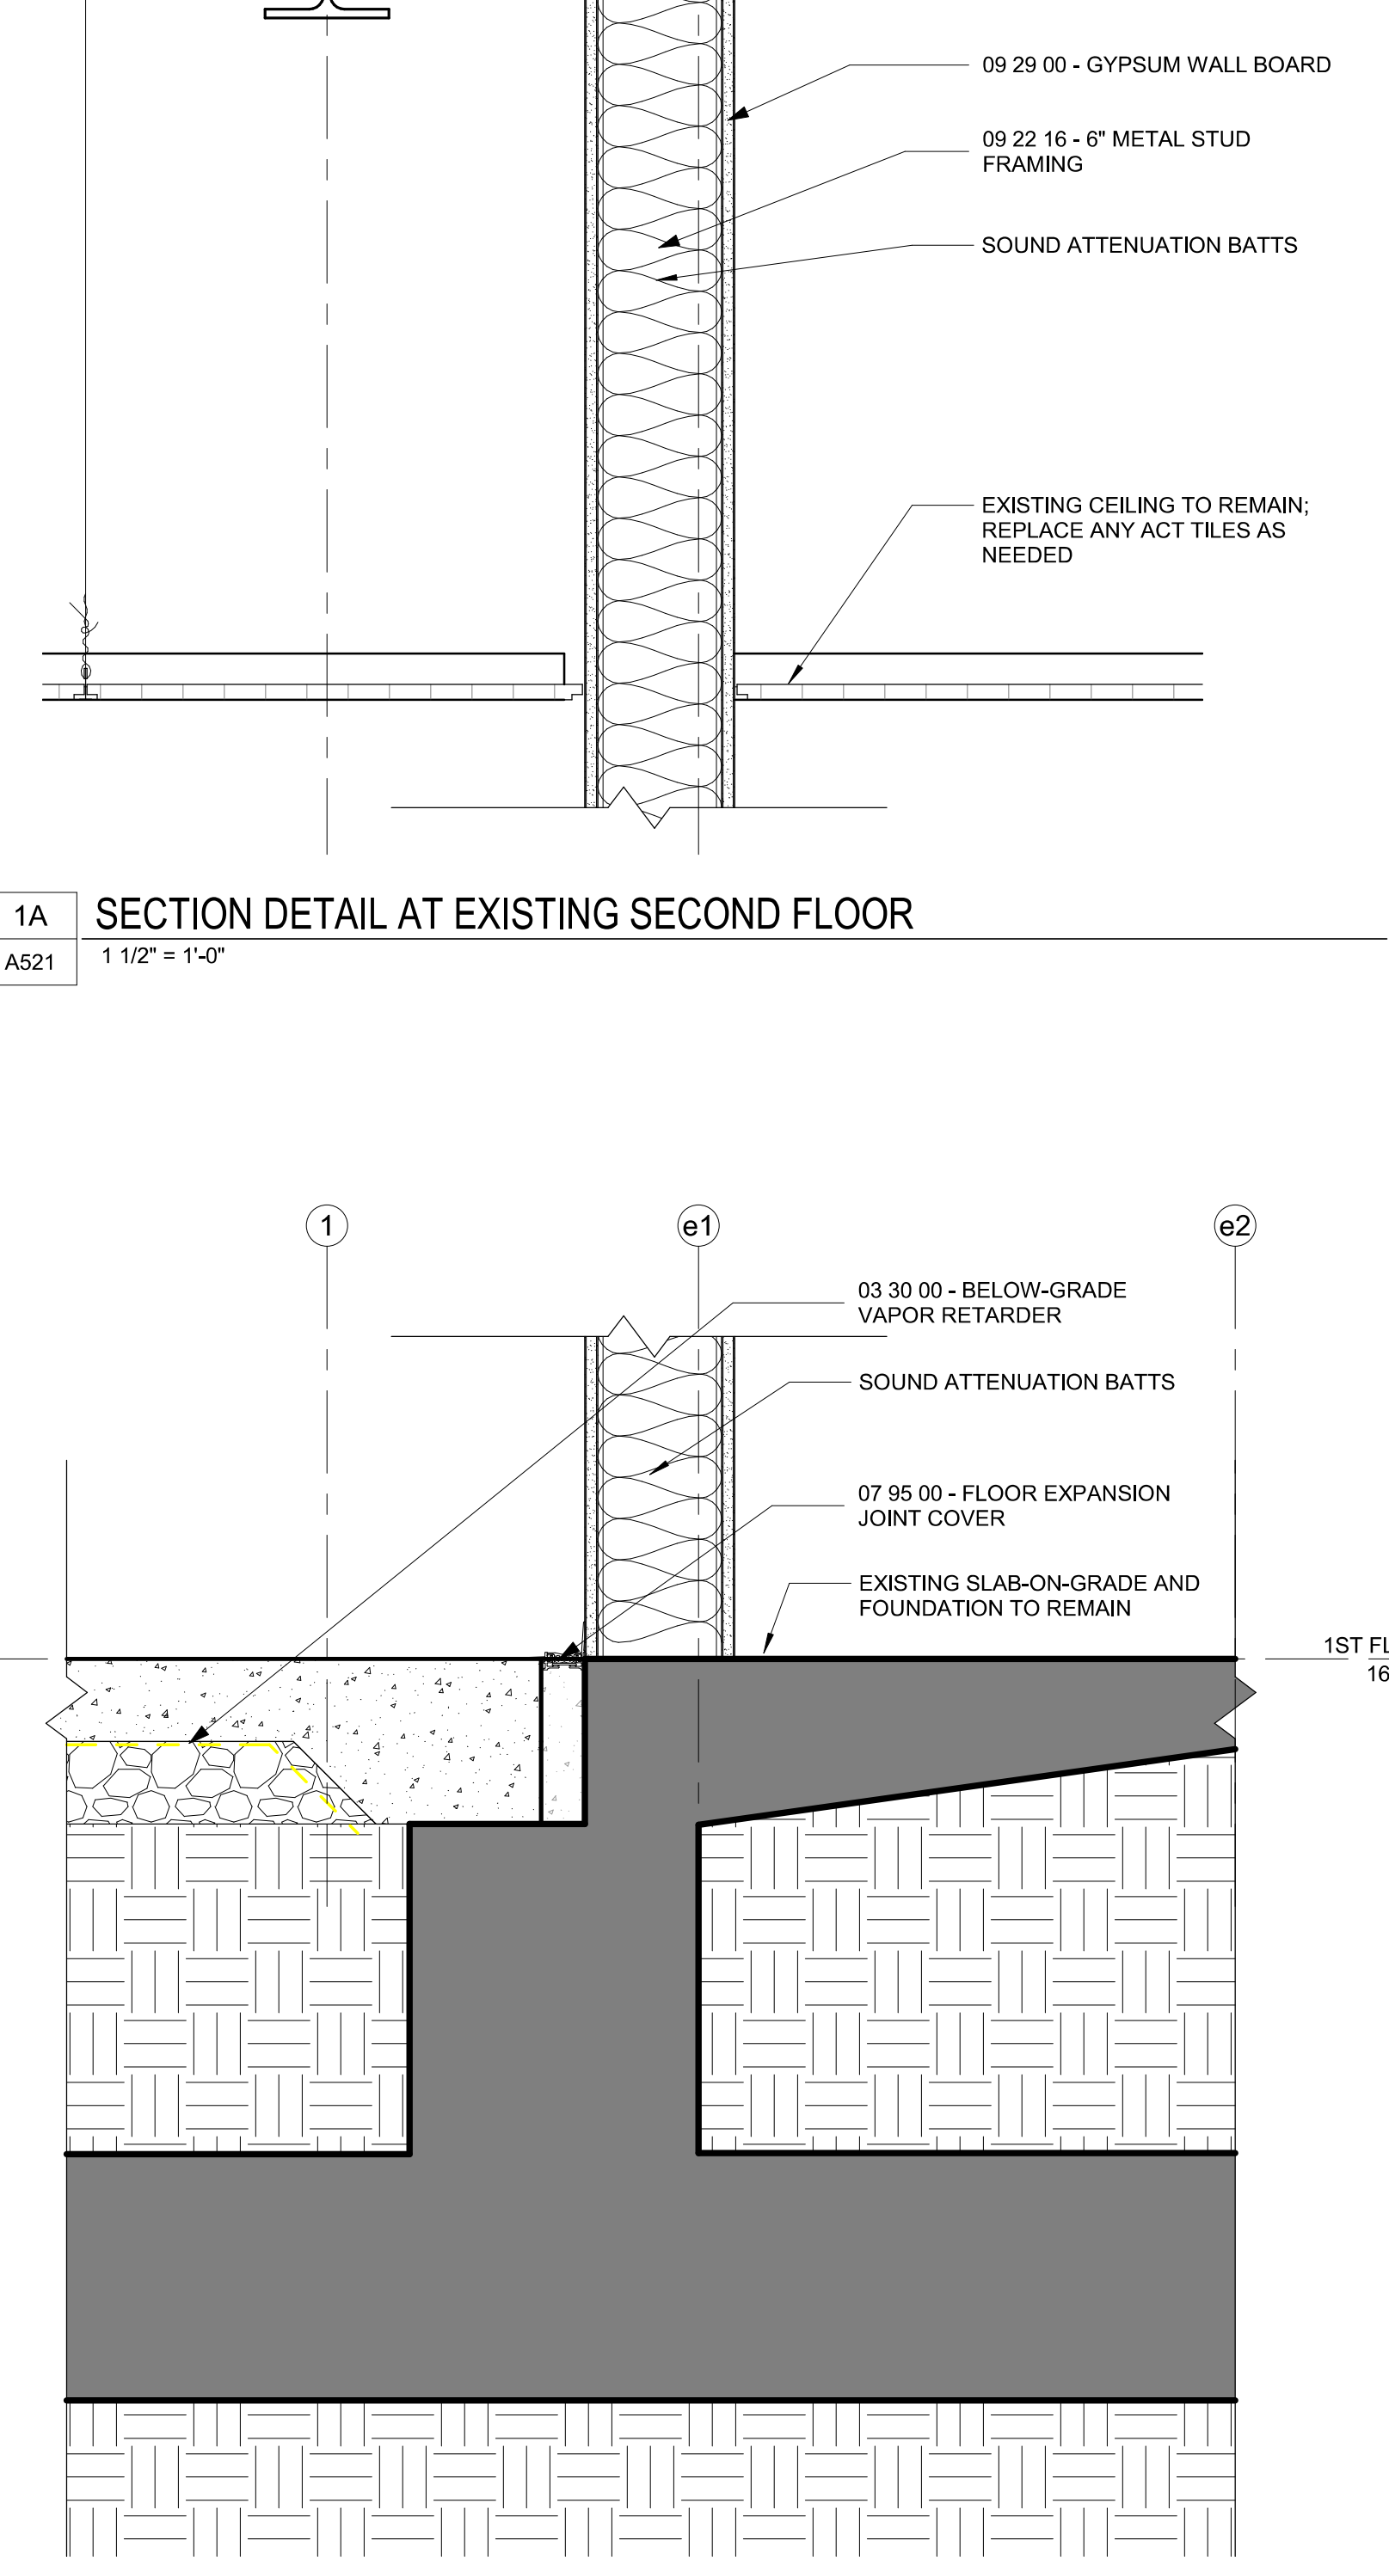 09 29 00 - GYPSUM WALL BOARD
09 22 16 - 6" METAL STUD
FRAMING
SOUND ATTENUATION BATTS
EXISTING CEILING TO REMAIN;
REPLACE ANY ACT TILES AS
NEEDED
1A
SECTION DETAIL AT EXISTING SECOND FLOOR
A521
1 1/2" = 1'-0"
1
e1
e2
03 30 00 - BELOW-GRADE
VAPOR RETARDER
SOUND ATTENUATION BATTS
07 95 00 - FLOOR EXPANSION
JOINT COVER
EXISTING SLAB-ON-GRADE AND
FOUNDATION TO REMAIN
1ST FL
16